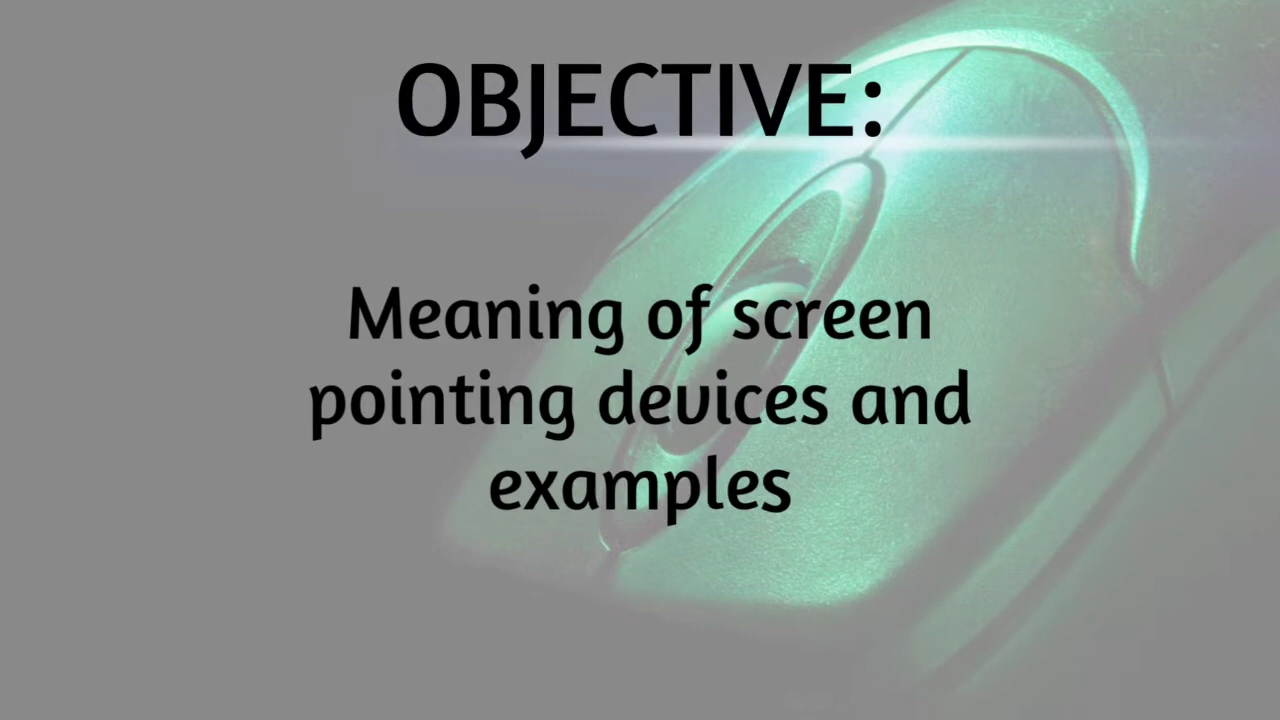 OBJECTIVE:
Meaning of screen
pointing devices and
examples